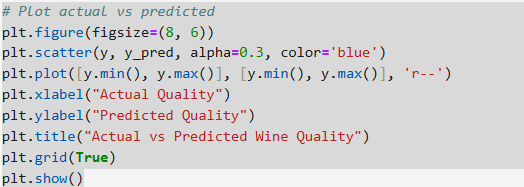 # Plot actual vs predicted
plt.figure(figsize=(8, 6))
plt.scatter(y, y_pred, alpha=0.3, color='blue')
plt.plot([y.min(), y.max()], [y.min(), y.max()], 'r--')
plt.xlabel("Actual Quality")
plt.ylabel("Predicted Quality")
plt.title("Actual vs Predicted Wine Quality")
plt.grid(True)
plt.show()